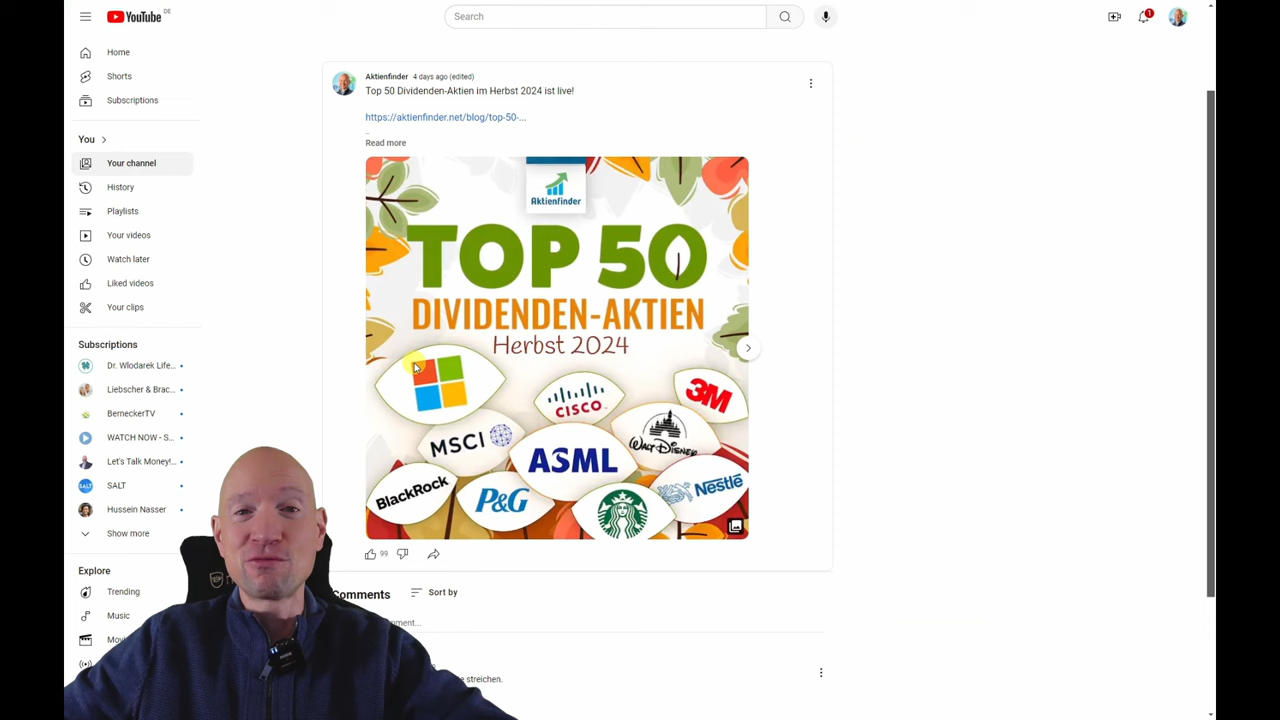 YouTube DE
Search
1
Home
Shorts
Subscriptions
You
Your channel
History
Playlists
Your videos
Watch later
Liked videos
Your clips
Subscriptions
Dr. Wlodarek Life...
Liebscher & Brac...
BerneckerTV
WATCH NOW - S...
Let's Talk Money!...
SALT
SALT
Hussein Nasser
Show more
Explore
Trending
Music
Aktienfinder 4 days ago (edited)
Top 50 Dividenden-Aktien im Herbst 2024 ist live!
https://aktienfinder.net/blog/top-50-...
..
Read more
Aktienfinder
TOP 50
DIVIDENDEN-AKTIEN
Herbst 2024
CISCO
3M
MSCI
WALT DISNEY
ASML
BlackRock
P&G
Nestlé
99
Comments
Sort by
streichen.